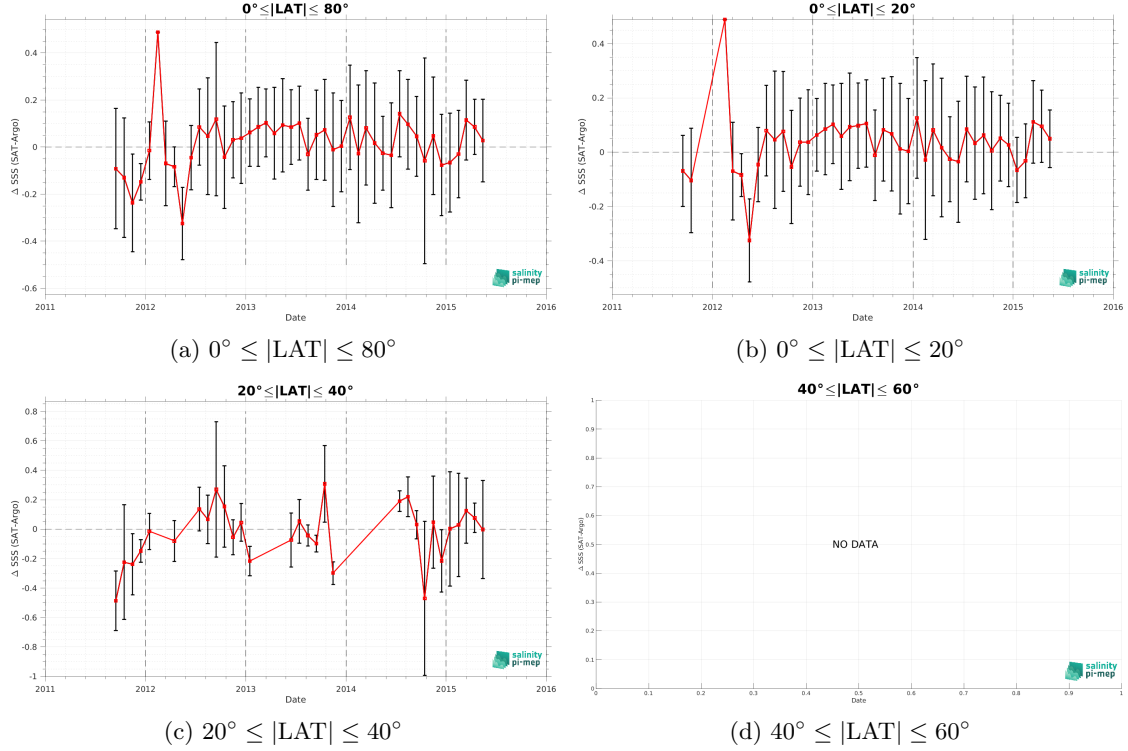 0°≤|LAT|≤ 80°
Δ SSS (SAT-Argo)
0.4
0.2
0
-0.2
-0.4
-0.6
2011 2012 2013 2014 2015 2016
Date
salinity
pi-mep
(a) 0° ≤ |LAT| ≤ 80°
0°≤|LAT|≤ 20°
Δ SSS (SAT-Argo)
0.4
0.2
0
-0.2
-0.4
2011 2012 2013 2014 2015 2016
Date
salinity
pi-mep
(b) 0° ≤ |LAT| ≤ 20°
20°≤|LAT|≤ 40°
Δ SSS (SAT-Argo)
0.8
0.6
0.4
0.2
0
-0.2
-0.4
-0.6
-0.8
-1
2011 2012 2013 2014 2015 2016
Date
salinity
pi-mep
(c) 20° ≤ |LAT| ≤ 40°
40°≤|LAT|≤ 60°
Δ SSS (SAT-Argo)
1
0.9
0.8
0.7
0.6
0.5
0.4
0.3
0.2
0.1
0
NO DATA
0 0.1 0.2 0.3 0.4 0.5 0.6 0.7 0.8 0.9 1
Date
salinity
pi-mep
(d) 40° ≤ |LAT| ≤ 60°